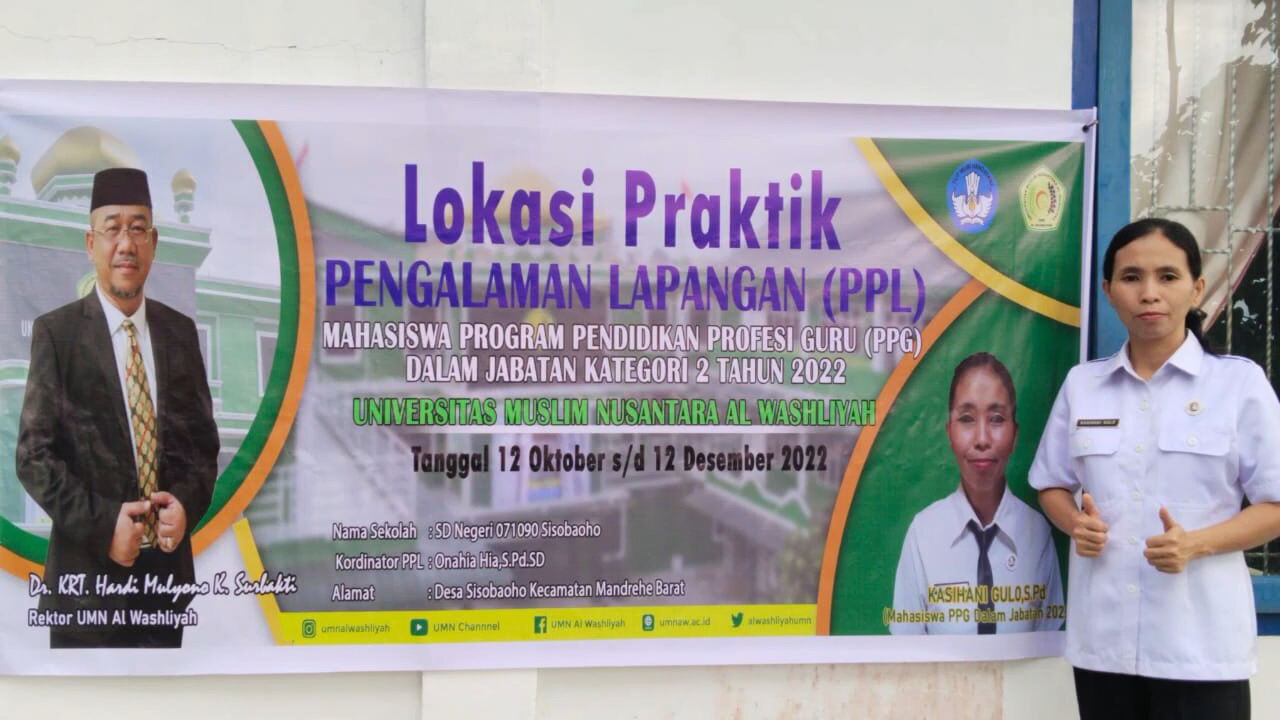 Lokasi Praktik
PENGALAMAN LAPANGAN (PPL)
MAHASISWA PROGRAM PENDIDIKAN PROFESI GURU (PPG)
DALAM JABATAN KATEGORI 2 TAHUN 2022
UNIVERSITAS MUSLIM NUSANTARA AL WASHLIYAH
Tanggal 12 Oktober s/d 12 Desember 2022
Nama Sekolah : SD Negeri 071090 Sisobaoho
Kordinator PPL : Onahia Hia,S.Pd.SD
Alamat : Desa Sisobaoho Kecamatan Mandrehe Barat
Dr. KRT. Hardi Mulyono K. Surbakti
Rektor UMN Al Washliyah
KASIHANI GULO,S.Pd
(Mahasiswa PPG Dalam Jabatan 202
umnalwashliyah UMN Channnel UMN Al Washliyah umnaw.ac.id alwashliyahumn